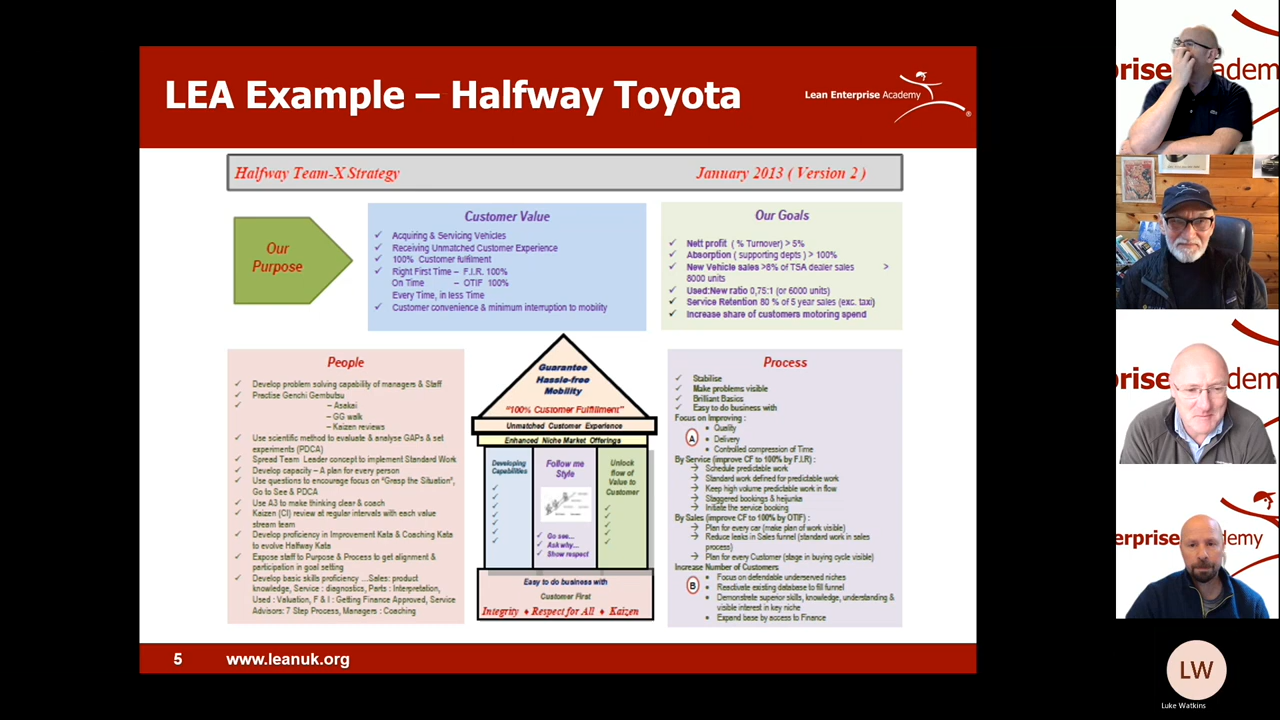 LEA Example – Halfway Toyota
Lean Enterprise Academy
Halfway Team-X Strategy
January 2013 ( Version 2 )
Our
Purpose
Customer Value
Acquiring & Servicing Vehicles
Receiving Unmatched Customer Experience
100% Customer fulfilment
Right First Time – F.I.R. 100%
On Time – OTIF 100%
Every Time, in less Time
Customer convenience & minimum interruption to mobility
Our Goals
Nett profit ( % Turnover) > 5%
Absorption ( supporting depts ) > 100%
New Vehicle sales >8% of TSA dealer sales >
8000 units
Used:New ratio 0,75:1 (or 6000 units)
Service Retention 80 % of 5 year sales (exc. taxi)
Increase share of customers motoring spend
People
Develop problem solving capability of managers & Staff
Practise Genchi Gembutsu
– Asakai
– GG walk
– Kaizen reviews
Use scientific method to evaluate & analyse GAPs & set
experiments (PDCA)
Spread Team Leader concept to implement Standard Work
Develop capacity – A plan for every person
Use questions to encourage focus on "Grasp the Situation",
Go to See & PDCA
Use A3 to make thinking clear & coach
Kaizen (CI) review at regular intervals with each value
stream team
Develop proficiency in Improvement Kata & Coaching Kata
to evolve Halfway Kata
Expose staff to Purpose & Process to get alignment &
participation in goal setting
Develop basic skills proficiency ...Sales: product
knowledge, Service : diagnostics, Parts : Interpretation,
Used : Valuation, F & I : Getting Finance Approved, Service
Advisors: 7 Step Process, Managers : Coaching
Guarantee
Hassle-free
Mobility
"100% Customer Fulfilment"
Unmatched Customer Experience
Enhanced Niche Market Offerings
Developing
Capabilities
Follow me
Style
Go see...
Ask why...
Show respect
Unlock
flow of
Value to
Customer
Easy to do business with
Customer First
Integrity ♦ Respect for All ♦ Kaizen
Process
Stabilise
Make problems visible
Brilliant Basics
Easy to do business with
Focus on Improving :
A
Quality
Delivery
Controlled compression of Time
By Service (improve CF to 100% by F.I.R) :
Schedule predictable work
Standard work defined for predictable work
Keep high volume predictable work in flow
Staggered bookings & heijunka
Initiate the service booking
By Sales (improve CF to 100% by OTIF) :
Plan for every car (make plan of work visible)
Reduce leaks in Sales funnel (standard work in sales
process)
Plan for every Customer (stage in buying cycle visible)
Increase Number of Customers
B
Focus on defendable underserved niches
Reactivate existing database to fill funnel
Demonstrate superior skills, knowledge, understanding &
visible interest in key niche
Expand base by access to Finance
5
www.leanuk.org
LW
Luke Watkins